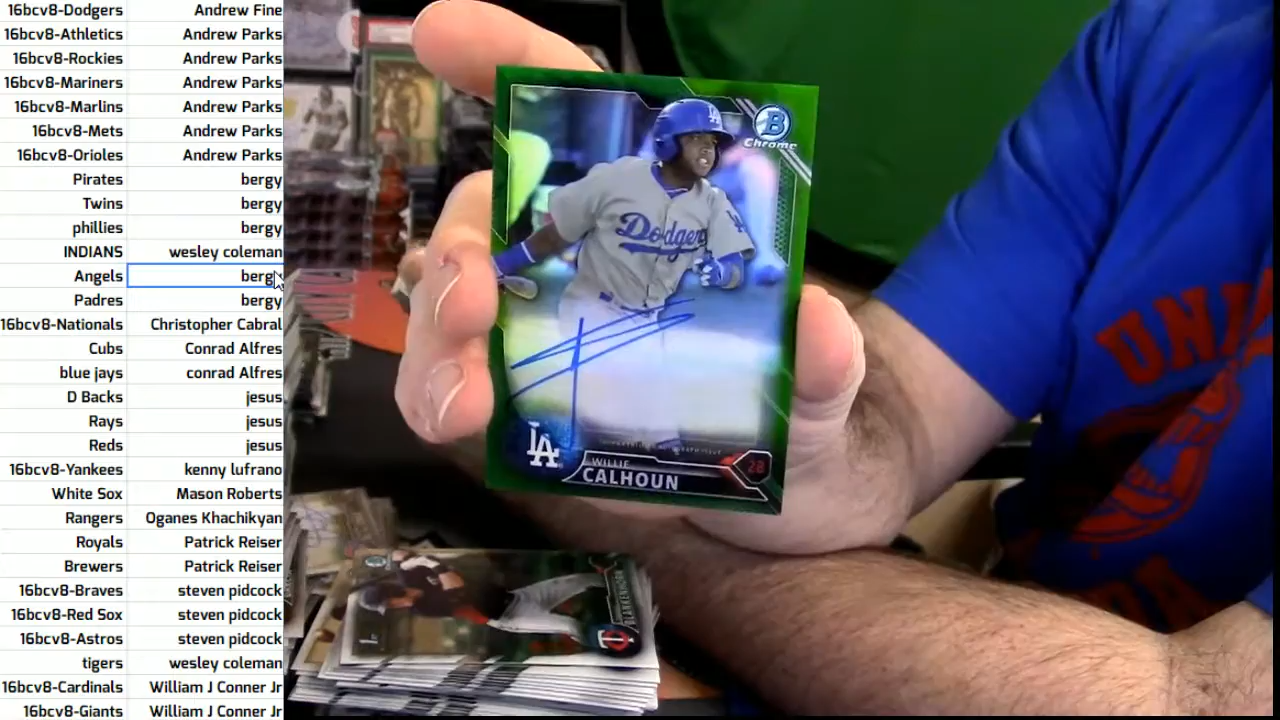 16bcv8-Dodgers Andrew Fine
16bcv8-Athletics Andrew Parks
16bcv8-Rockies Andrew Parks
16bcv8-Mariners Andrew Parks
16bcv8-Marlins Andrew Parks
16bcv8-Mets Andrew Parks
16bcv8-Orioles Andrew Parks
Pirates bergy
Twins bergy
phillies bergy
INDIANS wesley coleman
Angels bergy
Padres bergy
16bcv8-Nationals Christopher Cabral
Cubs Conrad Alfres
blue jays conrad Alfres
D Backs jesus
Rays jesus
Reds jesus
16bcv8-Yankees kenny lufrano
White Sox Mason Roberts
Rangers Oganes Khachikyan
Royals Patrick Reiser
Brewers Patrick Reiser
16bcv8-Braves steven pidcock
16bcv8-Red Sox steven pidcock
16bcv8-Astros steven pidcock
tigers wesley coleman
16bcv8-Cardinals William J Conner Jr
16bcv8-Giants William J Conner Jr
B
Chrome
LA
Dodgers
LA
WILLIE
CALHOUN
2B